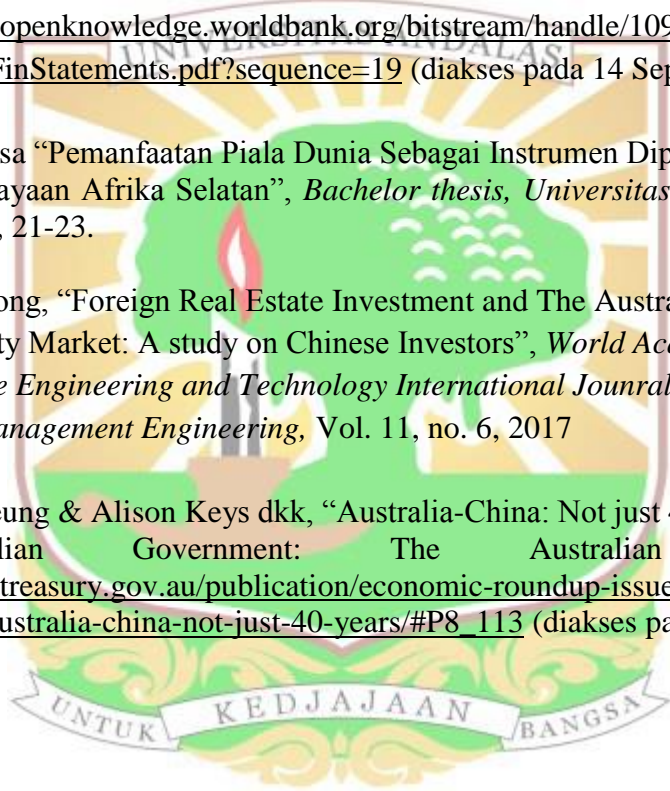 openknowledge.worldbank.org/bitstream/handle/109
UNIVERSITAS ANDALAS
FinStatements.pdf?sequence=19 (diakses pada 14 Sep
sa “Pemanfaatan Piala Dunia Sebagai Instrumen Dip
ayaan Afrika Selatan”, Bachelor thesis, Universitas
, 21-23.
ong, “Foreign Real Estate Investment and The Austra
ty Market: A study on Chinese Investors”, World Aca
e Engineering and Technology International Jounral
anagement Engineering, Vol. 11, no. 6, 2017
eung & Alison Keys dkk, “Australia-China: Not just 4
lian Government: The Australian
treasury.gov.au/publication/economic-roundup-issue
ustralia-china-not-just-40-years/#P8_113 (diakses pa
UNTUK KEDJAJAAN BANGSA